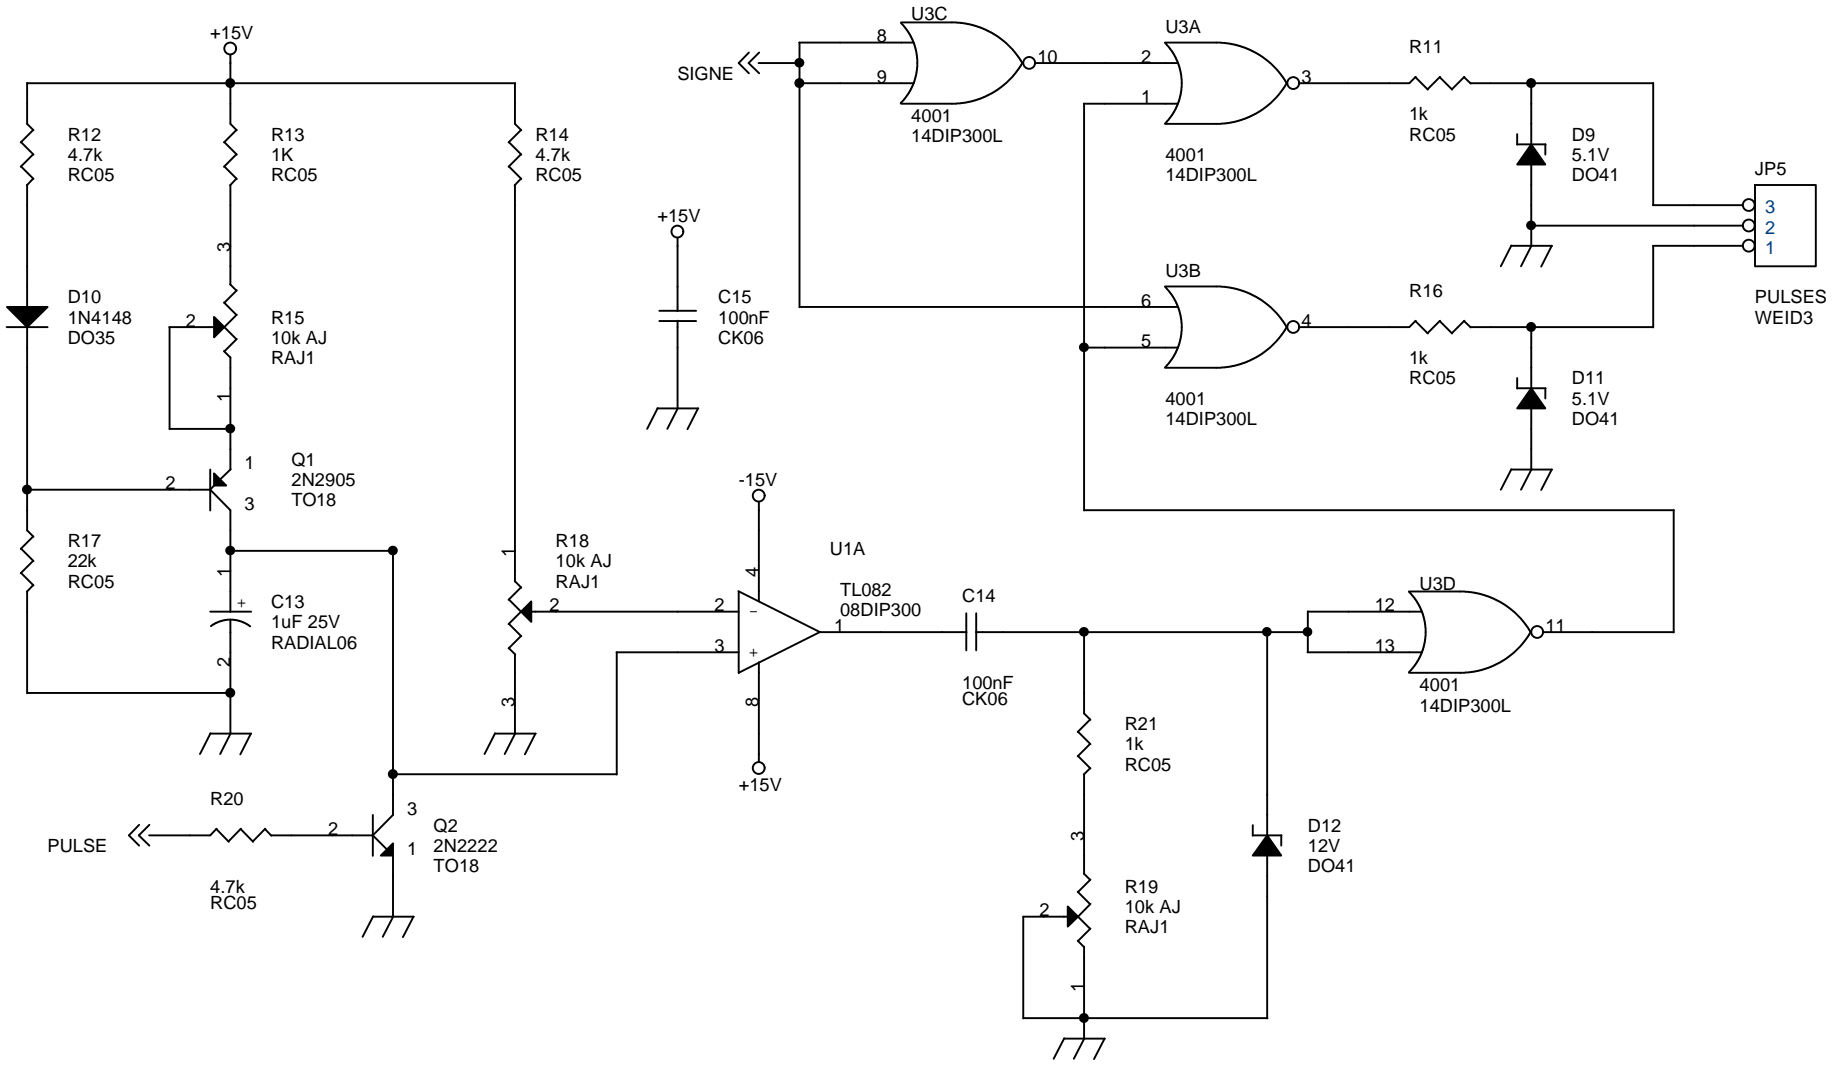 +15V
R12
4.7k
RC05
R13
1K
RC05
R14
4.7k
RC05
3
D10
1N4148
DO35
2
R15
10k AJ
RAJ1
1
Q1
2N2905
TO18
1
2
3
R17
22k
RC05
1
+
C13
1uF 25V
RADIAL06
2
1
R18
10k AJ
RAJ1
2
3
PULSE
R20
4.7k
RC05
2
3
1
Q2
2N2222
TO18
+15V
C15
100nF
CK06
SIGNE
U3C
8
9
10
4001
14DIP300L
U3A
2
1
3
4001
14DIP300L
R11
1k
RC05
D9
5.1V
DO41
JP5
3
2
1
PULSES
WEID3
U3B
6
5
4
4001
14DIP300L
R16
1k
RC05
D11
5.1V
DO41
-15V
4
U1A
TL082
08DIP300
2
−
3
+
1
8
+15V
C14
100nF
CK06
U3D
12
13
11
4001
14DIP300L
R21
1k
RC05
3
R19
10k AJ
RAJ1
2
1
D12
12V
DO41